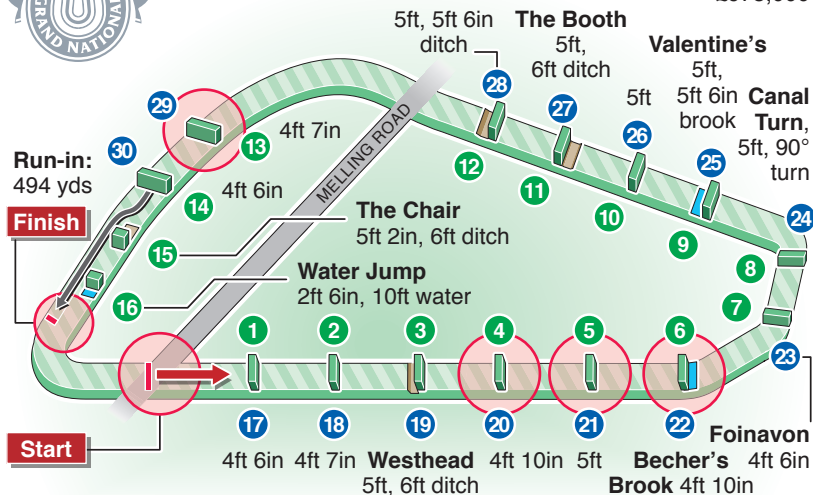 GRAND NATIONAL
5ft, 5ft 6in
ditch
The Booth
5ft,
6ft ditch
Valentine's
5ft,
5ft 6in
brook
5ft
Canal
Turn,
5ft, 90°
turn
28
27
26
25
24
29
30
13
4ft 7in
14
4ft 6in
12
11
10
9
8
7
23
MELLING ROAD
Run-in:
494 yds
Finish
15
The Chair
5ft 2in, 6ft ditch
16
Water Jump
2ft 6in, 10ft water
1
2
3
4
5
6
17
18
19
20
21
22
Start
4ft 6in
4ft 7in
Westhead
5ft, 6ft ditch
4ft 10in
5ft
Becher's
Brook 4ft 10in
Foinavon
4ft 6in